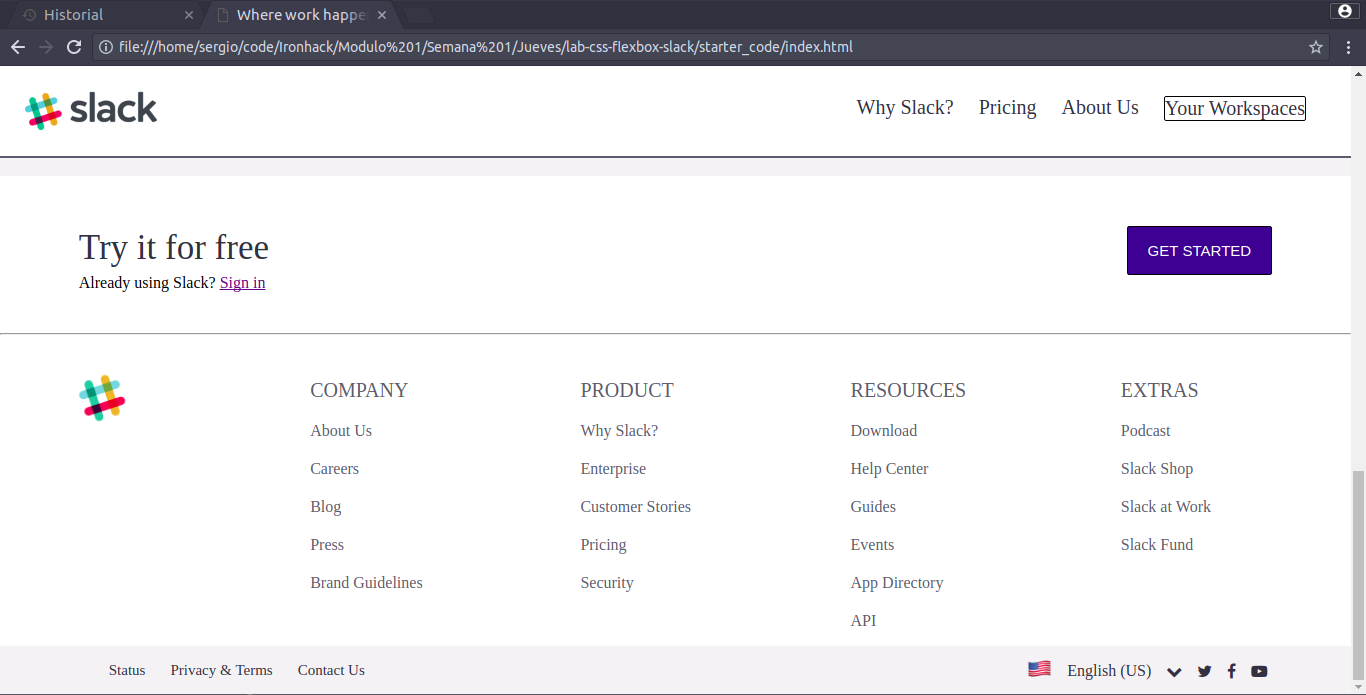 Historial
Where work happe
file:///home/sergio/code/Ironhack/Modulo%201/Semana%201/Jueves/lab-css-flexbox-slack/starter_code/index.html
slack
Why Slack? Pricing About Us Your Workspaces
Try it for free
GET STARTED
Already using Slack? Sign in
COMPANY PRODUCT RESOURCES EXTRAS
About Us Why Slack? Download Podcast
Careers Enterprise Help Center Slack Shop
Blog Customer Stories Guides Slack at Work
Press Pricing Events Slack Fund
Brand Guidelines Security App Directory
API
Status Privacy & Terms Contact Us English (US)